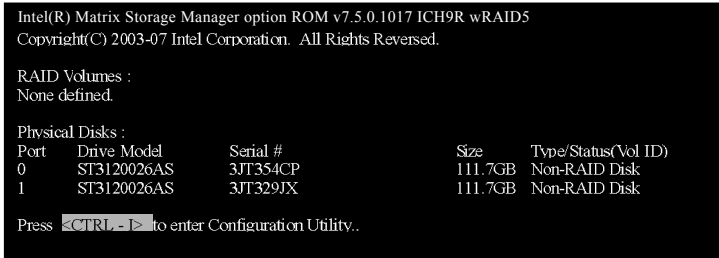 Intel(R) Matrix Storage Manager option ROM v7.5.0.1017 ICH9R wRAID5
Copyright(C) 2003-07 Intel Corporation. All Rights Reversed.
RAID Volumes :
None defined.
Physical Disks :
Port Drive Model Serial # Size Type/Status(Vol ID)
0 ST3120026AS 3JT354CP 111.7GB Non-RAID Disk
1 ST3120026AS 3JT329JX 111.7GB Non-RAID Disk
Press <CTRL - I> to enter Configuration Utility..